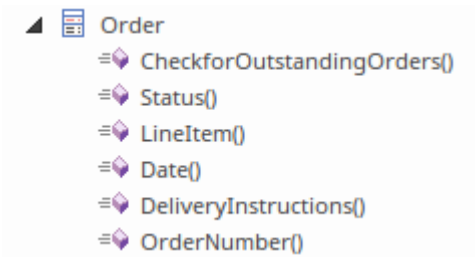 Order
CheckforOutstandingOrders()
Status()
LineItem()
Date()
DeliveryInstructions()
OrderNumber()